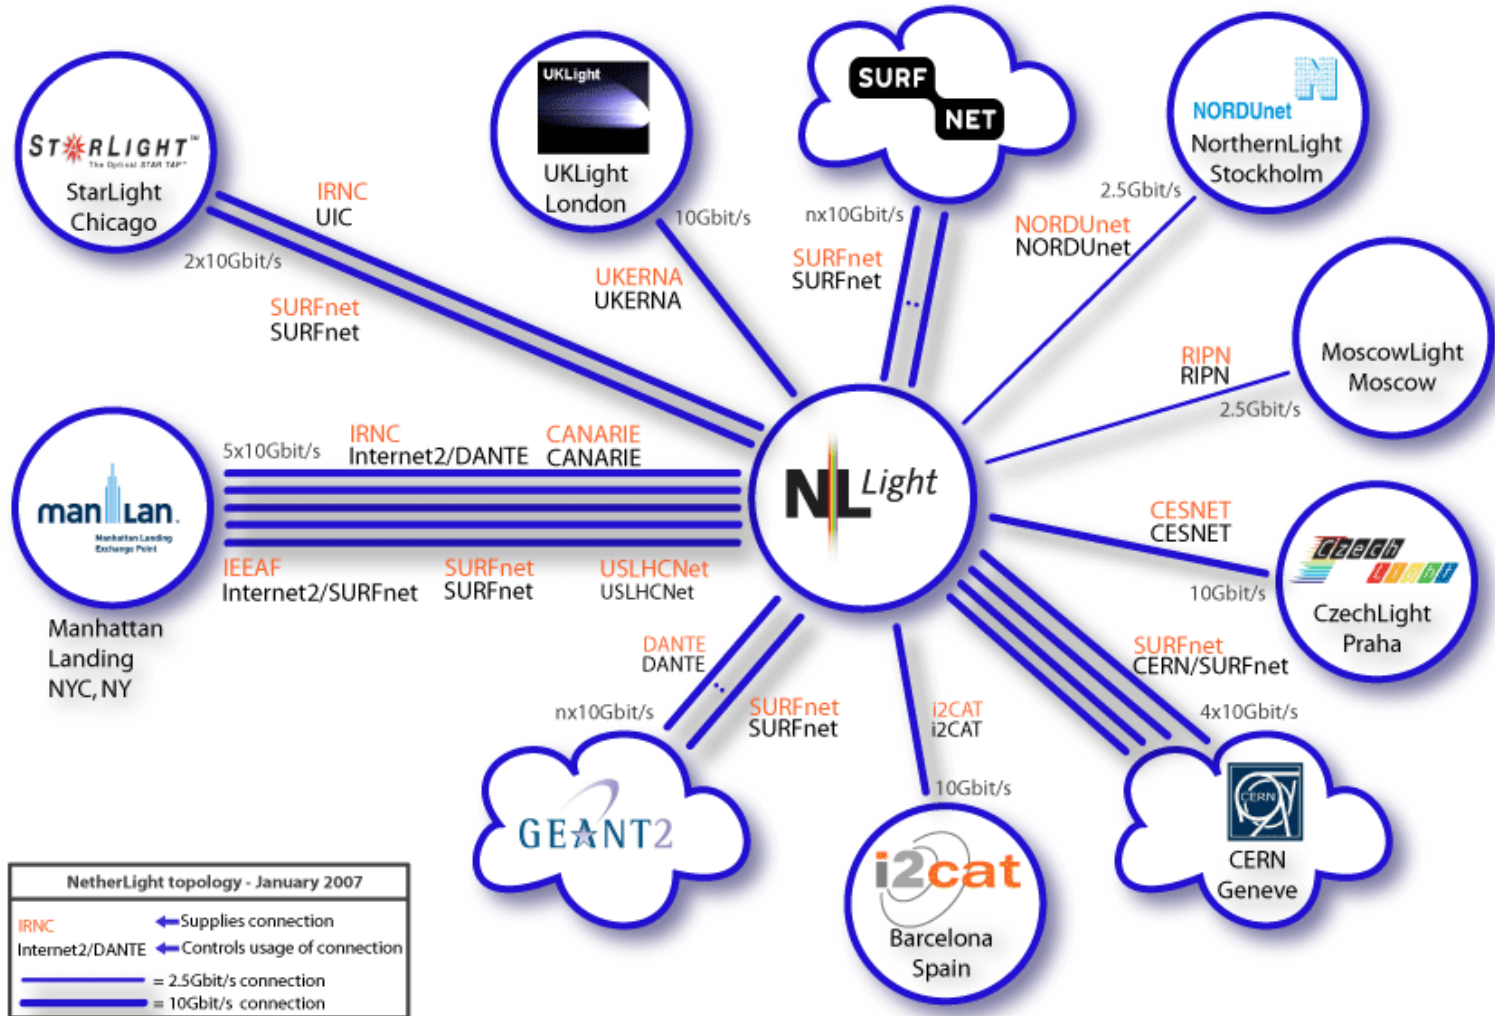 STARLIGHT™
The Optical STAR TAP™
StarLight
Chicago
UKLight
UKLight
London
SURF
NET
NORDUnet
NorthernLight
Stockholm
MoscowLight
Moscow
IRNC
UIC
2x10Gbit/s
SURFnet
SURFnet
10Gbit/s
UKERNA
UKERNA
nx10Gbit/s
SURFnet
SURFnet
2.5Gbit/s
NORDUnet
NORDUnet
RIPN
RIPN
2.5Gbit/s
man Lan.
Manhattan Landing
Exchange Point
Manhattan
Landing
NYC, NY
5x10Gbit/s
IRNC
Internet2/DANTE
CANARIE
CANARIE
IEEAF
Internet2/SURFnet
SURFnet
SURFnet
USLHCNet
USLHCNet
NL Light
CESNET
CESNET
10Gbit/s
Czech
Light
CzechLight
Praha
DANTE
DANTE
nx10Gbit/s
SURFnet
SURFnet
GEANT2
i2CAT
i2CAT
10Gbit/s
i2cat
Barcelona
Spain
SURFnet
CERN/SURFnet
4x10Gbit/s
CERN
CERN
Geneve
NetherLight topology - January 2007
IRNC Supplies connection
Internet2/DANTE Controls usage of connection
= 2.5Gbit/s connection
= 10Gbit/s connection